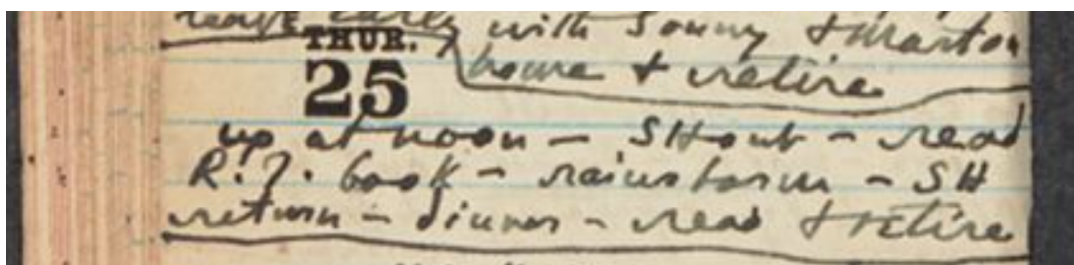 leave early with Sonny + Marton
THUR.
home + retire
25
up at noon - SH out - read
R.F. book - rainstorm - SH
return - dinner - read + retire